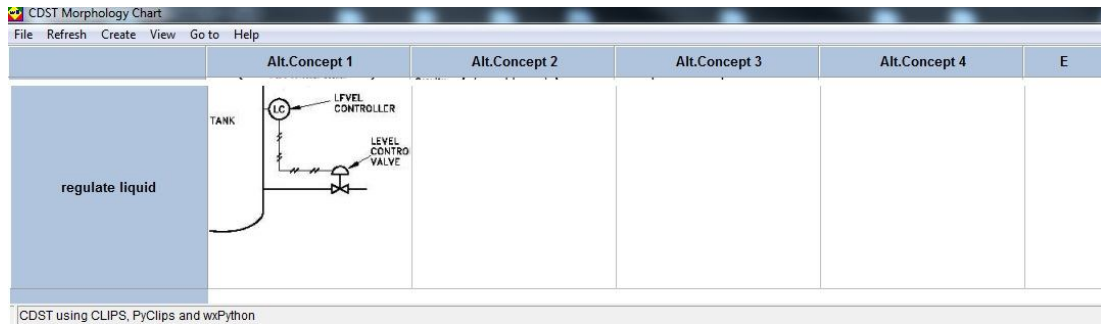 CDST Morphology Chart
File Refresh Create View Go to Help
Alt.Concept 1 Alt.Concept 2 Alt.Concept 3 Alt.Concept 4 E
regulate liquid
TANK
LC
LEVEL
CONTROLLER
LEVEL
CONTRO
VALVE
CDST using CLIPS, PyClips and wxPython